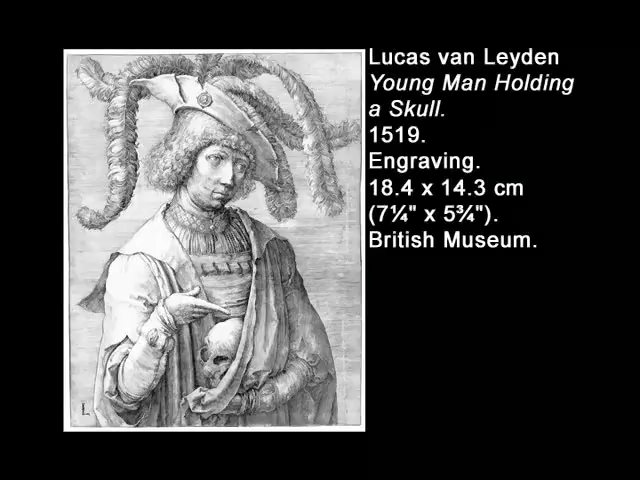 Lucas van Leyden
Young Man Holding
a Skull.
1519.
Engraving.
18.4 x 14.3 cm
(7¼" x 5¾").
British Museum.
L